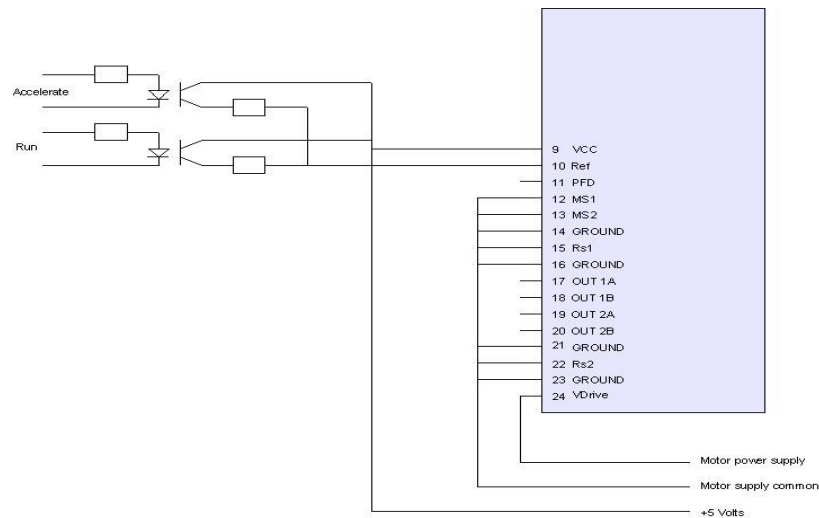 Accelerate
Run
9 VCC
10 Ref
11 PFD
12 MS1
13 MS2
14 GROUND
15 Rs1
16 GROUND
17 OUT 1A
18 OUT 1B
19 OUT 2A
20 OUT 2B
21 GROUND
22 Rs2
23 GROUND
24 VDrive
Motor power supply
Motor supply common
+5 Volts